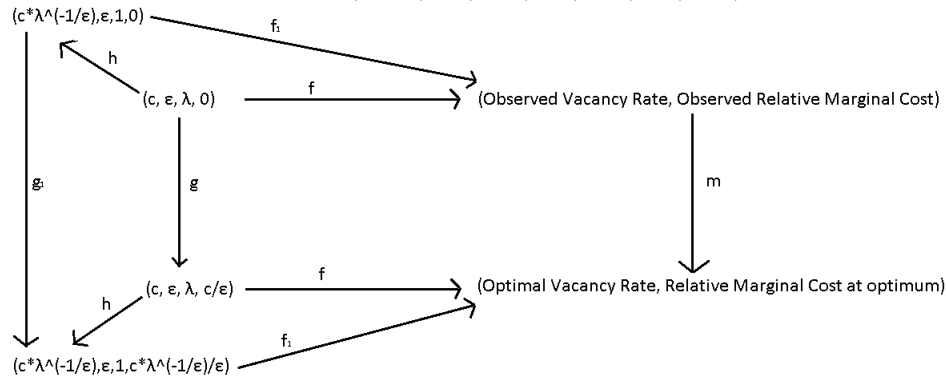 (c*λ^(-1/ε),ε,1,0)
f₁
h
(c, ε, λ, 0)
f
(Observed Vacancy Rate, Observed Relative Marginal Cost)
g₁
g
m
(c, ε, λ, c/ε)
f
(Optimal Vacancy Rate, Relative Marginal Cost at optimum)
h
f₁
(c*λ^(-1/ε),ε,1,c*λ^(-1/ε)/ε)